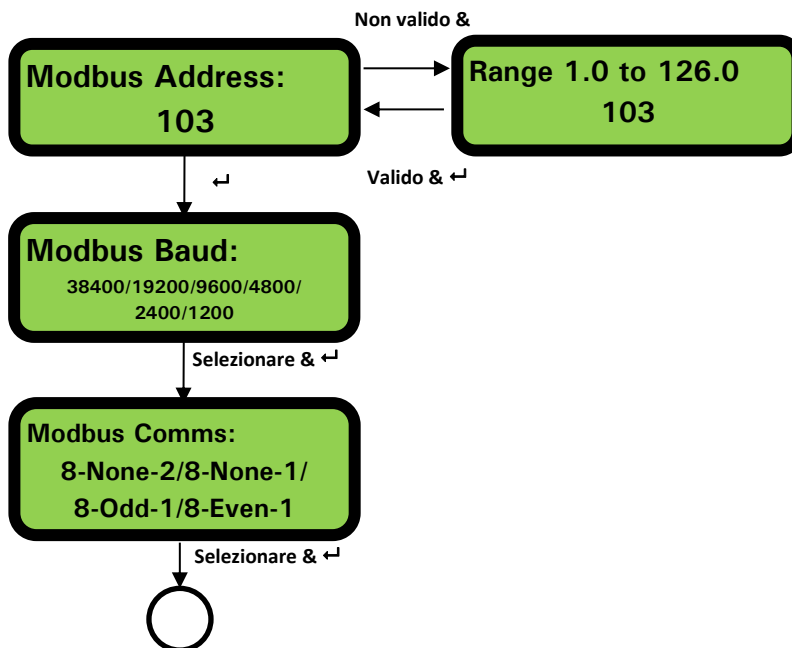 Non valido &
Modbus Address:
103
Range 1.0 to 126.0
103
↵
Valido & ↵
Modbus Baud:
38400/19200/9600/4800/
2400/1200
Selezionare & ↵
Modbus Comms:
8-None-2/8-None-1/
8-Odd-1/8-Even-1
Selezionare & ↵